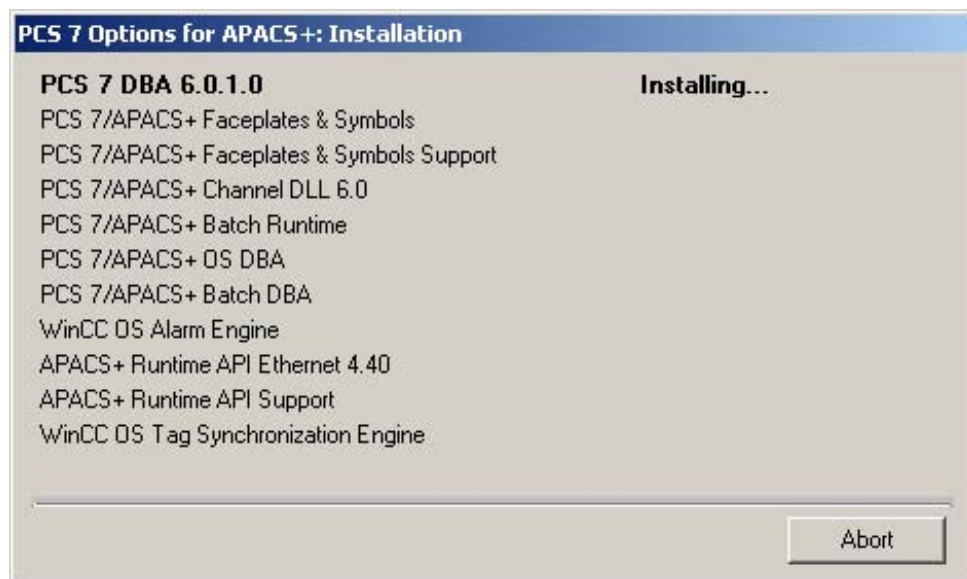 PCS 7 Options for APACS+: Installation
PCS 7 DBA 6.0.1.0 Installing...
PCS 7/APACS+ Faceplates & Symbols
PCS 7/APACS+ Faceplates & Symbols Support
PCS 7/APACS+ Channel DLL 6.0
PCS 7/APACS+ Batch Runtime
PCS 7/APACS+ OS DBA
PCS 7/APACS+ Batch DBA
WinCC OS Alarm Engine
APACS+ Runtime API Ethernet 4.40
APACS+ Runtime API Support
WinCC OS Tag Synchronization Engine
Abort